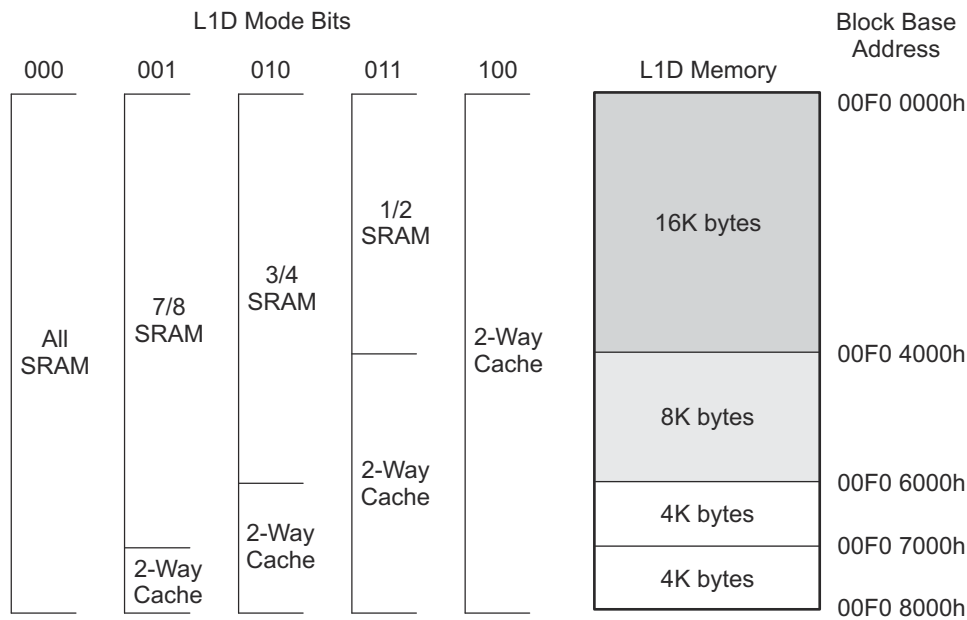 L1D Mode Bits
Block Base
Address
000 001 010 011 100 L1D Memory
00F0 0000h
1/2
SRAM
16K bytes
3/4
SRAM
7/8
SRAM
All
SRAM
2-Way
Cache
00F0 4000h
8K bytes
2-Way
Cache
00F0 6000h
4K bytes
2-Way
Cache
00F0 7000h
2-Way
Cache
4K bytes
00F0 8000h